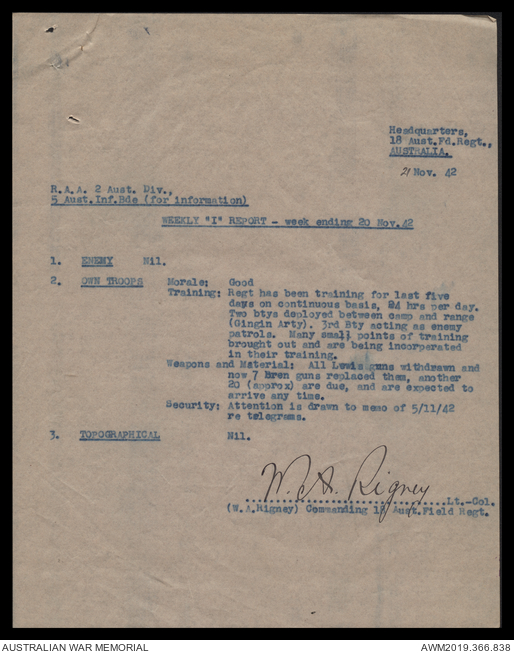 Headquarters,
18 Aust.Fd.Regt.,
AUSTRALIA.
21 Nov. 42
R.A.A. 2 Aust. Div.,
5 Aust.Inf.Bde (for information)
WEEKLY "I" REPORT - week ending 20 Nov.42
1. ENEMY Nil.
2. OWN TROOPS Morale: Good
Training: Regt has been training for last five
days on continuous basis, 24 hrs per day.
Two btys deployed between camp and range
(Gingin Arty). 3rd Bty acting as enemy
patrols. Many small points of training
brought out and are being incorporated
in their training.
Weapons and Material: All Lewis guns withdrawn and
now 7 Bren guns replaced them, another
20 (approx) are due, and are expected to
arrive any time.
Security: Attention is drawn to memo of 5/11/42
re telegrams.
3. TOPOGRAPHICAL Nil.
W. A. Rigney
..............................Lt.-Col.
(W.A.Rigney) Commanding 18 Aust.Field Regt.
AUSTRALIAN WAR MEMORIAL
AWM2019.366.838